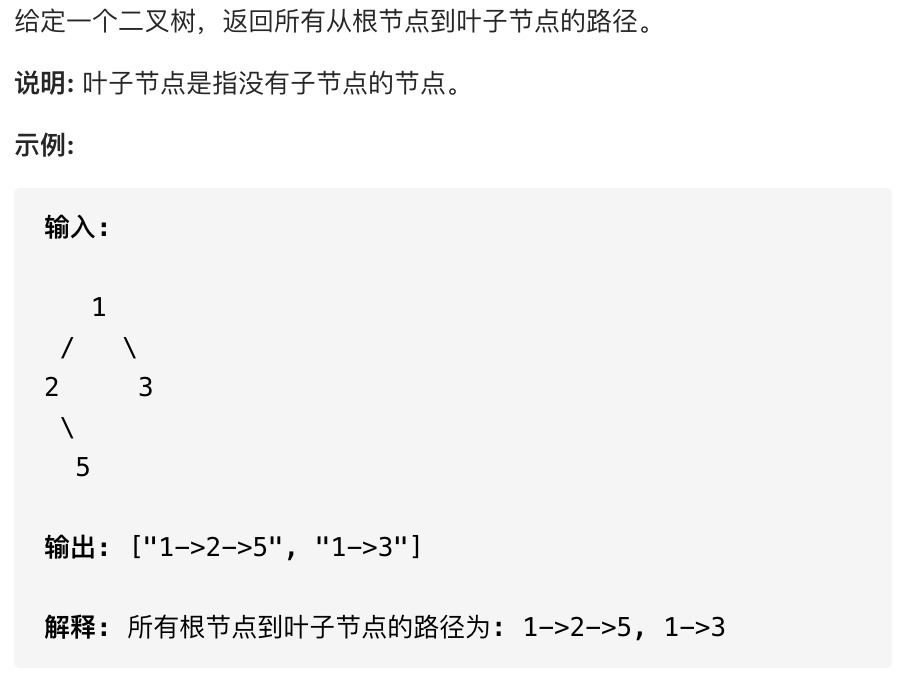 给定一个二叉树，返回所有从根节点到叶子节点的路径。
说明: 叶子节点是指没有子节点的节点。
示例:
输入:
   1
 /   \
2     3
 \
  5
输出: ["1->2->5", "1->3"]
解释: 所有根节点到叶子节点的路径为: 1->2->5, 1->3